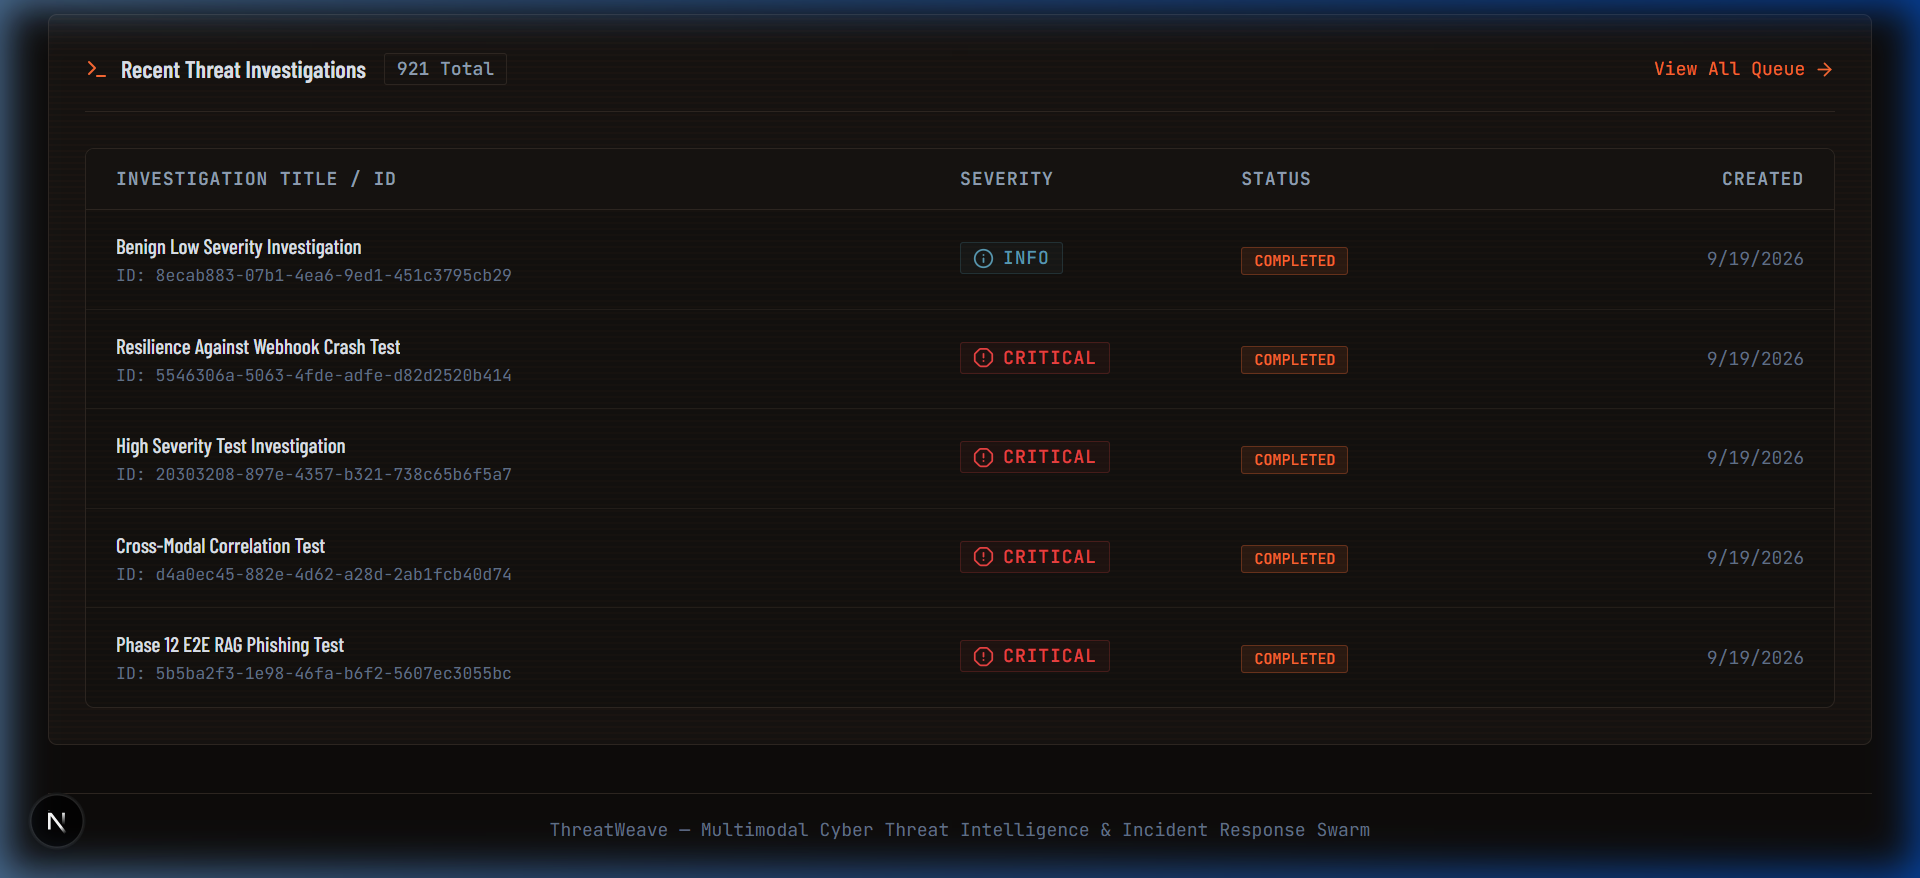 Recent Threat Investigations 921 Total View All Queue →
INVESTIGATION TITLE / ID SEVERITY STATUS CREATED
Benign Low Severity Investigation
ID: 8ecab883-07b1-4ea6-9ed1-451c3795cb29
INFO COMPLETED 9/19/2026
Resilience Against Webhook Crash Test
ID: 5546306a-5063-4fde-adfe-d82d2520b414
CRITICAL COMPLETED 9/19/2026
High Severity Test Investigation
ID: 20303208-897e-4357-b321-738c65b6f5a7
CRITICAL COMPLETED 9/19/2026
Cross-Modal Correlation Test
ID: d4a0ec45-882e-4d62-a28d-2ab1fcb40d74
CRITICAL COMPLETED 9/19/2026
Phase 12 E2E RAG Phishing Test
ID: 5b5ba2f3-1e98-46fa-b6f2-5607ec3055bc
CRITICAL COMPLETED 9/19/2026
N
ThreatWeave — Multimodal Cyber Threat Intelligence & Incident Response Swarm